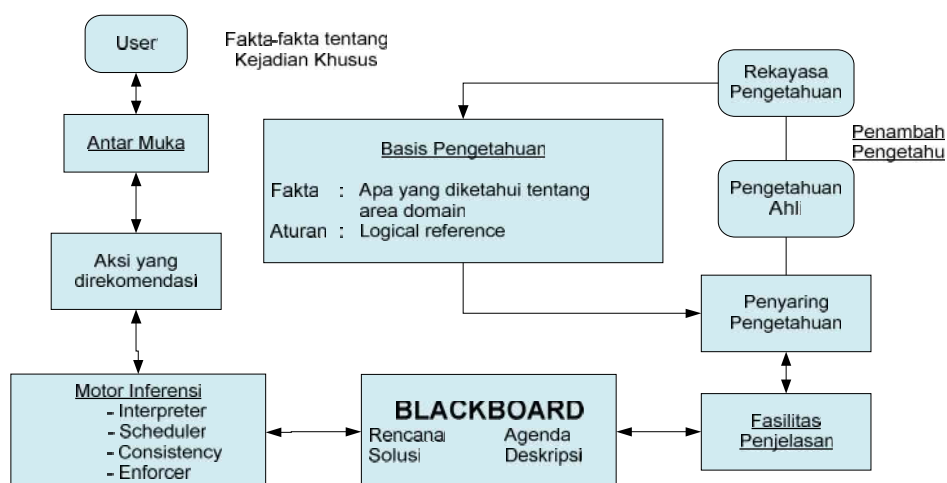 User
Fakta-fakta tentang
Kejadian Khusus
Antar Muka
Aksi yang
direkomendasi
Motor Inferensi
- Interpreter
- Scheduler
- Consistency
- Enforcer
Basis Pengetahuan
Fakta : Apa yang diketahui tentang
area domain
Aturan : Logical reference
BLACKBOARD
Rencana Agenda
Solusi Deskripsi
Rekayasa
Pengetahuan
Penambah
Pengetahu
Pengetahuan
Ahli
Penyaring
Pengetahuan
Fasilitas
Penjelasan